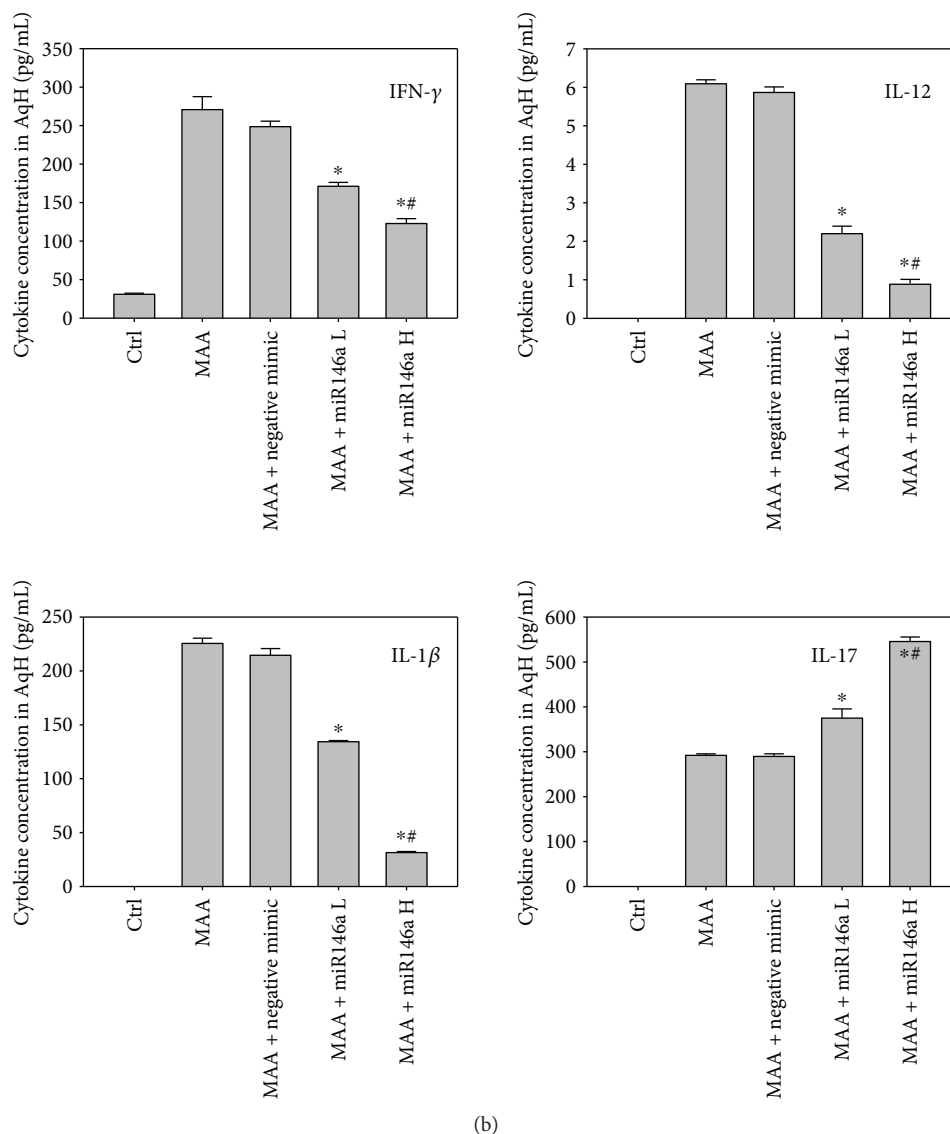 Cytokine concentration in AqH (pg/mL)
350
300
250
200
150
100
50
0
IFN-γ
*
*#
Ctrl
MAA
MAA + negative mimic
MAA + miR146a L
MAA + miR146a H
Cytokine concentration in AqH (pg/mL)
7
6
5
4
3
2
1
0
IL-12
*
*#
Ctrl
MAA
MAA + negative mimic
MAA + miR146a L
MAA + miR146a H
Cytokine concentration in AqH (pg/mL)
250
200
150
100
50
0
IL-1β
*
*#
Ctrl
MAA
MAA + negative mimic
MAA + miR146a L
MAA + miR146a H
Cytokine concentration in AqH (pg/mL)
600
500
400
300
300
300
0
IL-17
*
*#
Ctrl
MAA
MAA + negative mimic
MAA + miR146a L
MAA + miR146a H
(b)